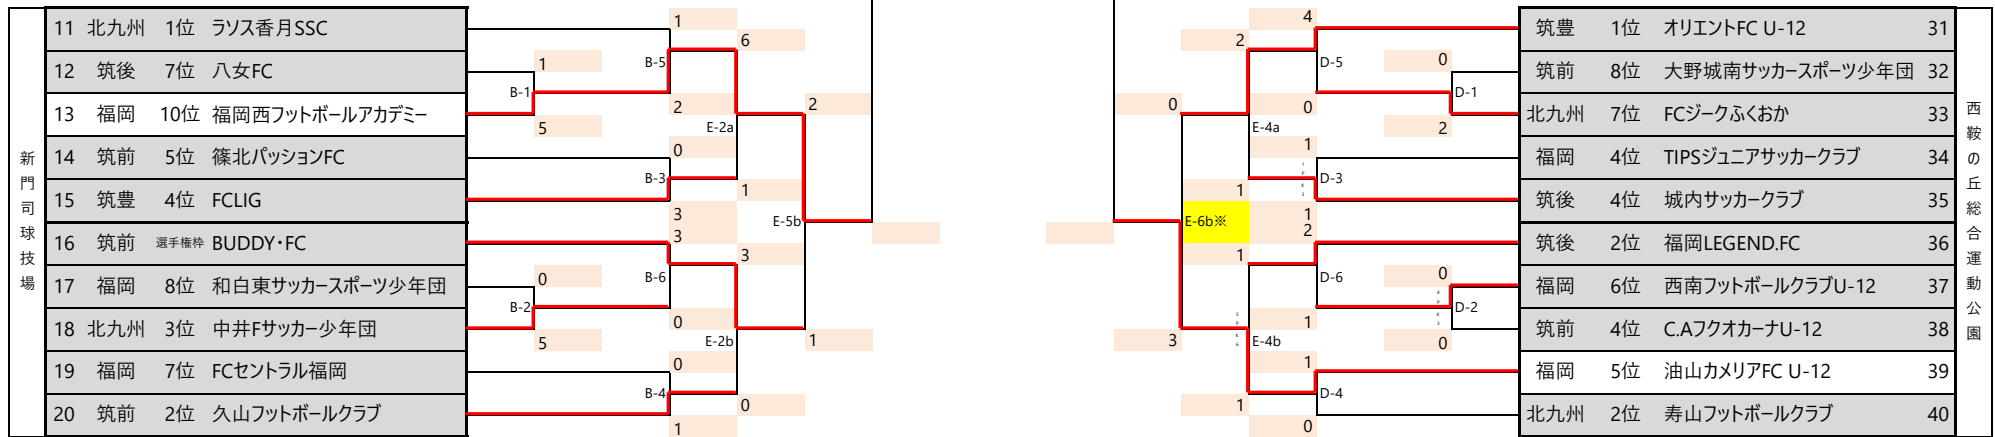 新門司球技場
11 北九州 1位 ラソス香月SSC
12 筑後 7位 八女FC
13 福岡 10位 福岡西フットボールアカデミー
14 筑前 5位 篠北パッションFC
15 筑豊 4位 FCLIG
16 筑前 選手権枠 BUDDY・FC
17 福岡 8位 和白東サッカースポーツ少年団
18 北九州 3位 中井Fサッカー少年団
19 福岡 7位 FCセントラル福岡
20 筑前 2位 久山フットボールクラブ
1
B-1
5
0
B-2
5
1
B-5
2
0
B-3
3
3
B-6
0
0
B-4
1
6
E-2a
1
3
E-2b
0
2
E-5b
1
0
E-6b※
3
2
E-4a
1
1
E-4b
1
4
D-5
0
1
D-3
1
2
D-6
1
1
D-4
0
0
D-1
2
0
D-2
0
筑豊 1位 オリエントFC U-12 31
筑前 8位 大野城南サッカースポーツ少年団 32
北九州 7位 FCジークふくおか 33
福岡 4位 TIPSジュニアサッカークラブ 34
筑後 4位 城内サッカークラブ 35
筑後 2位 福岡LEGEND.FC 36
福岡 6位 西南フットボールクラブU-12 37
筑前 4位 C.AフクオカーナU-12 38
福岡 5位 油山カメリアFC U-12 39
北九州 2位 寿山フットボールクラブ 40
西鞍の丘総合運動公園